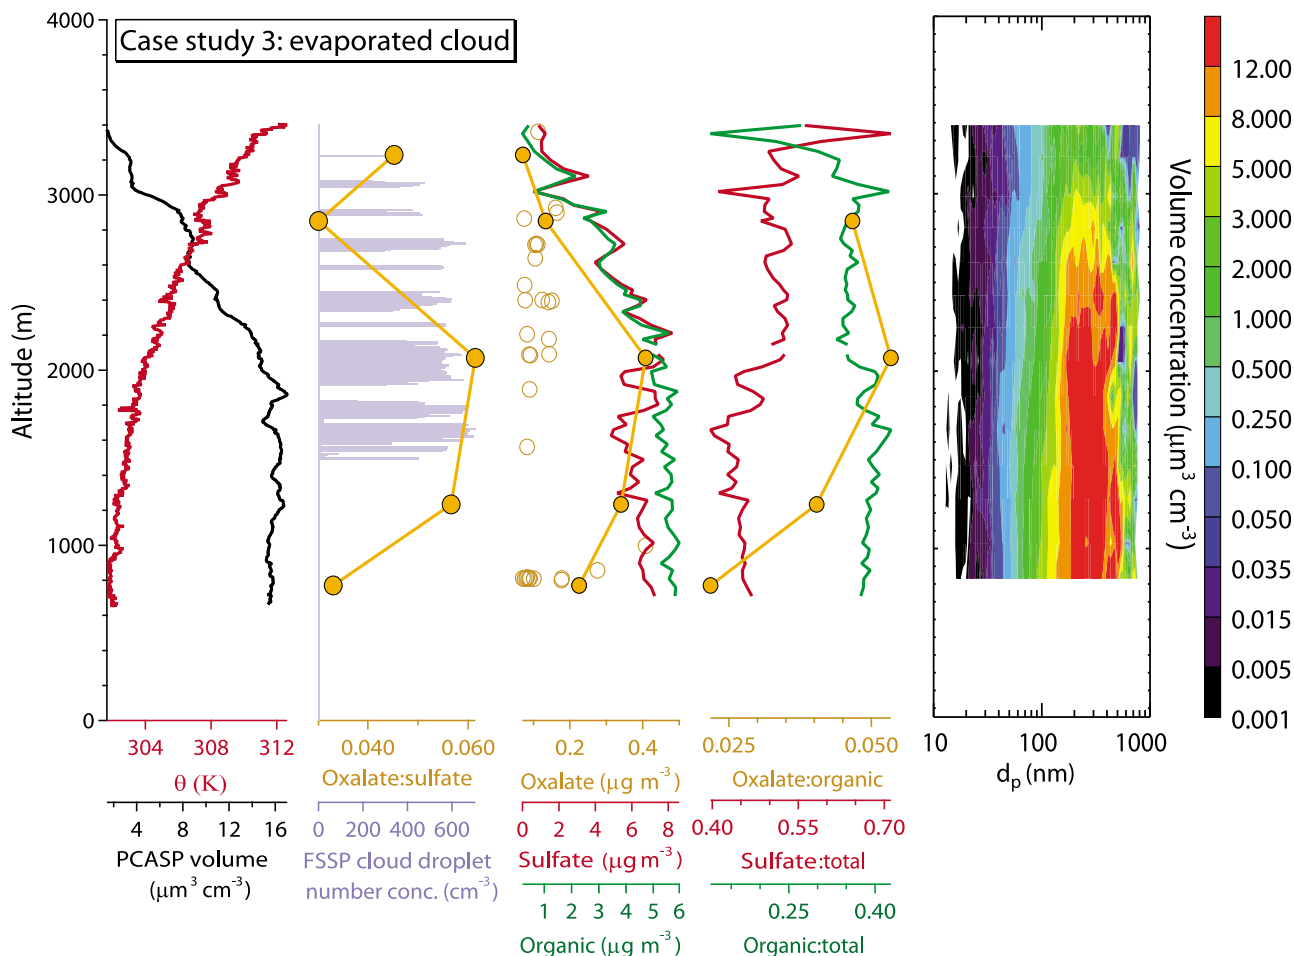 Case study 3: evaporated cloud
Altitude (m)
4000
3000
2000
1000
0
304 308 312
θ (K)
4 8 12 16
PCASP volume
(μm³ cm⁻³)
0.040 0.060
Oxalate:sulfate
0 200 400 600
FSSP cloud droplet
number conc. (cm⁻³)
0.2 0.4
Oxalate (μg m⁻³)
0 2 4 6 8
Sulfate (μg m⁻³)
1 2 3 4 5 6
Organic (μg m⁻³)
0.025 0.050
Oxalate:organic
0.40 0.55 0.70
Sulfate:total
0.25 0.40
Organic:total
10 100 1000
dₚ (nm)
Volume concentration (μm³ cm⁻³)
12.00
8.000
5.000
3.000
2.000
1.000
0.500
0.250
0.100
0.050
0.035
0.015
0.005
0.001